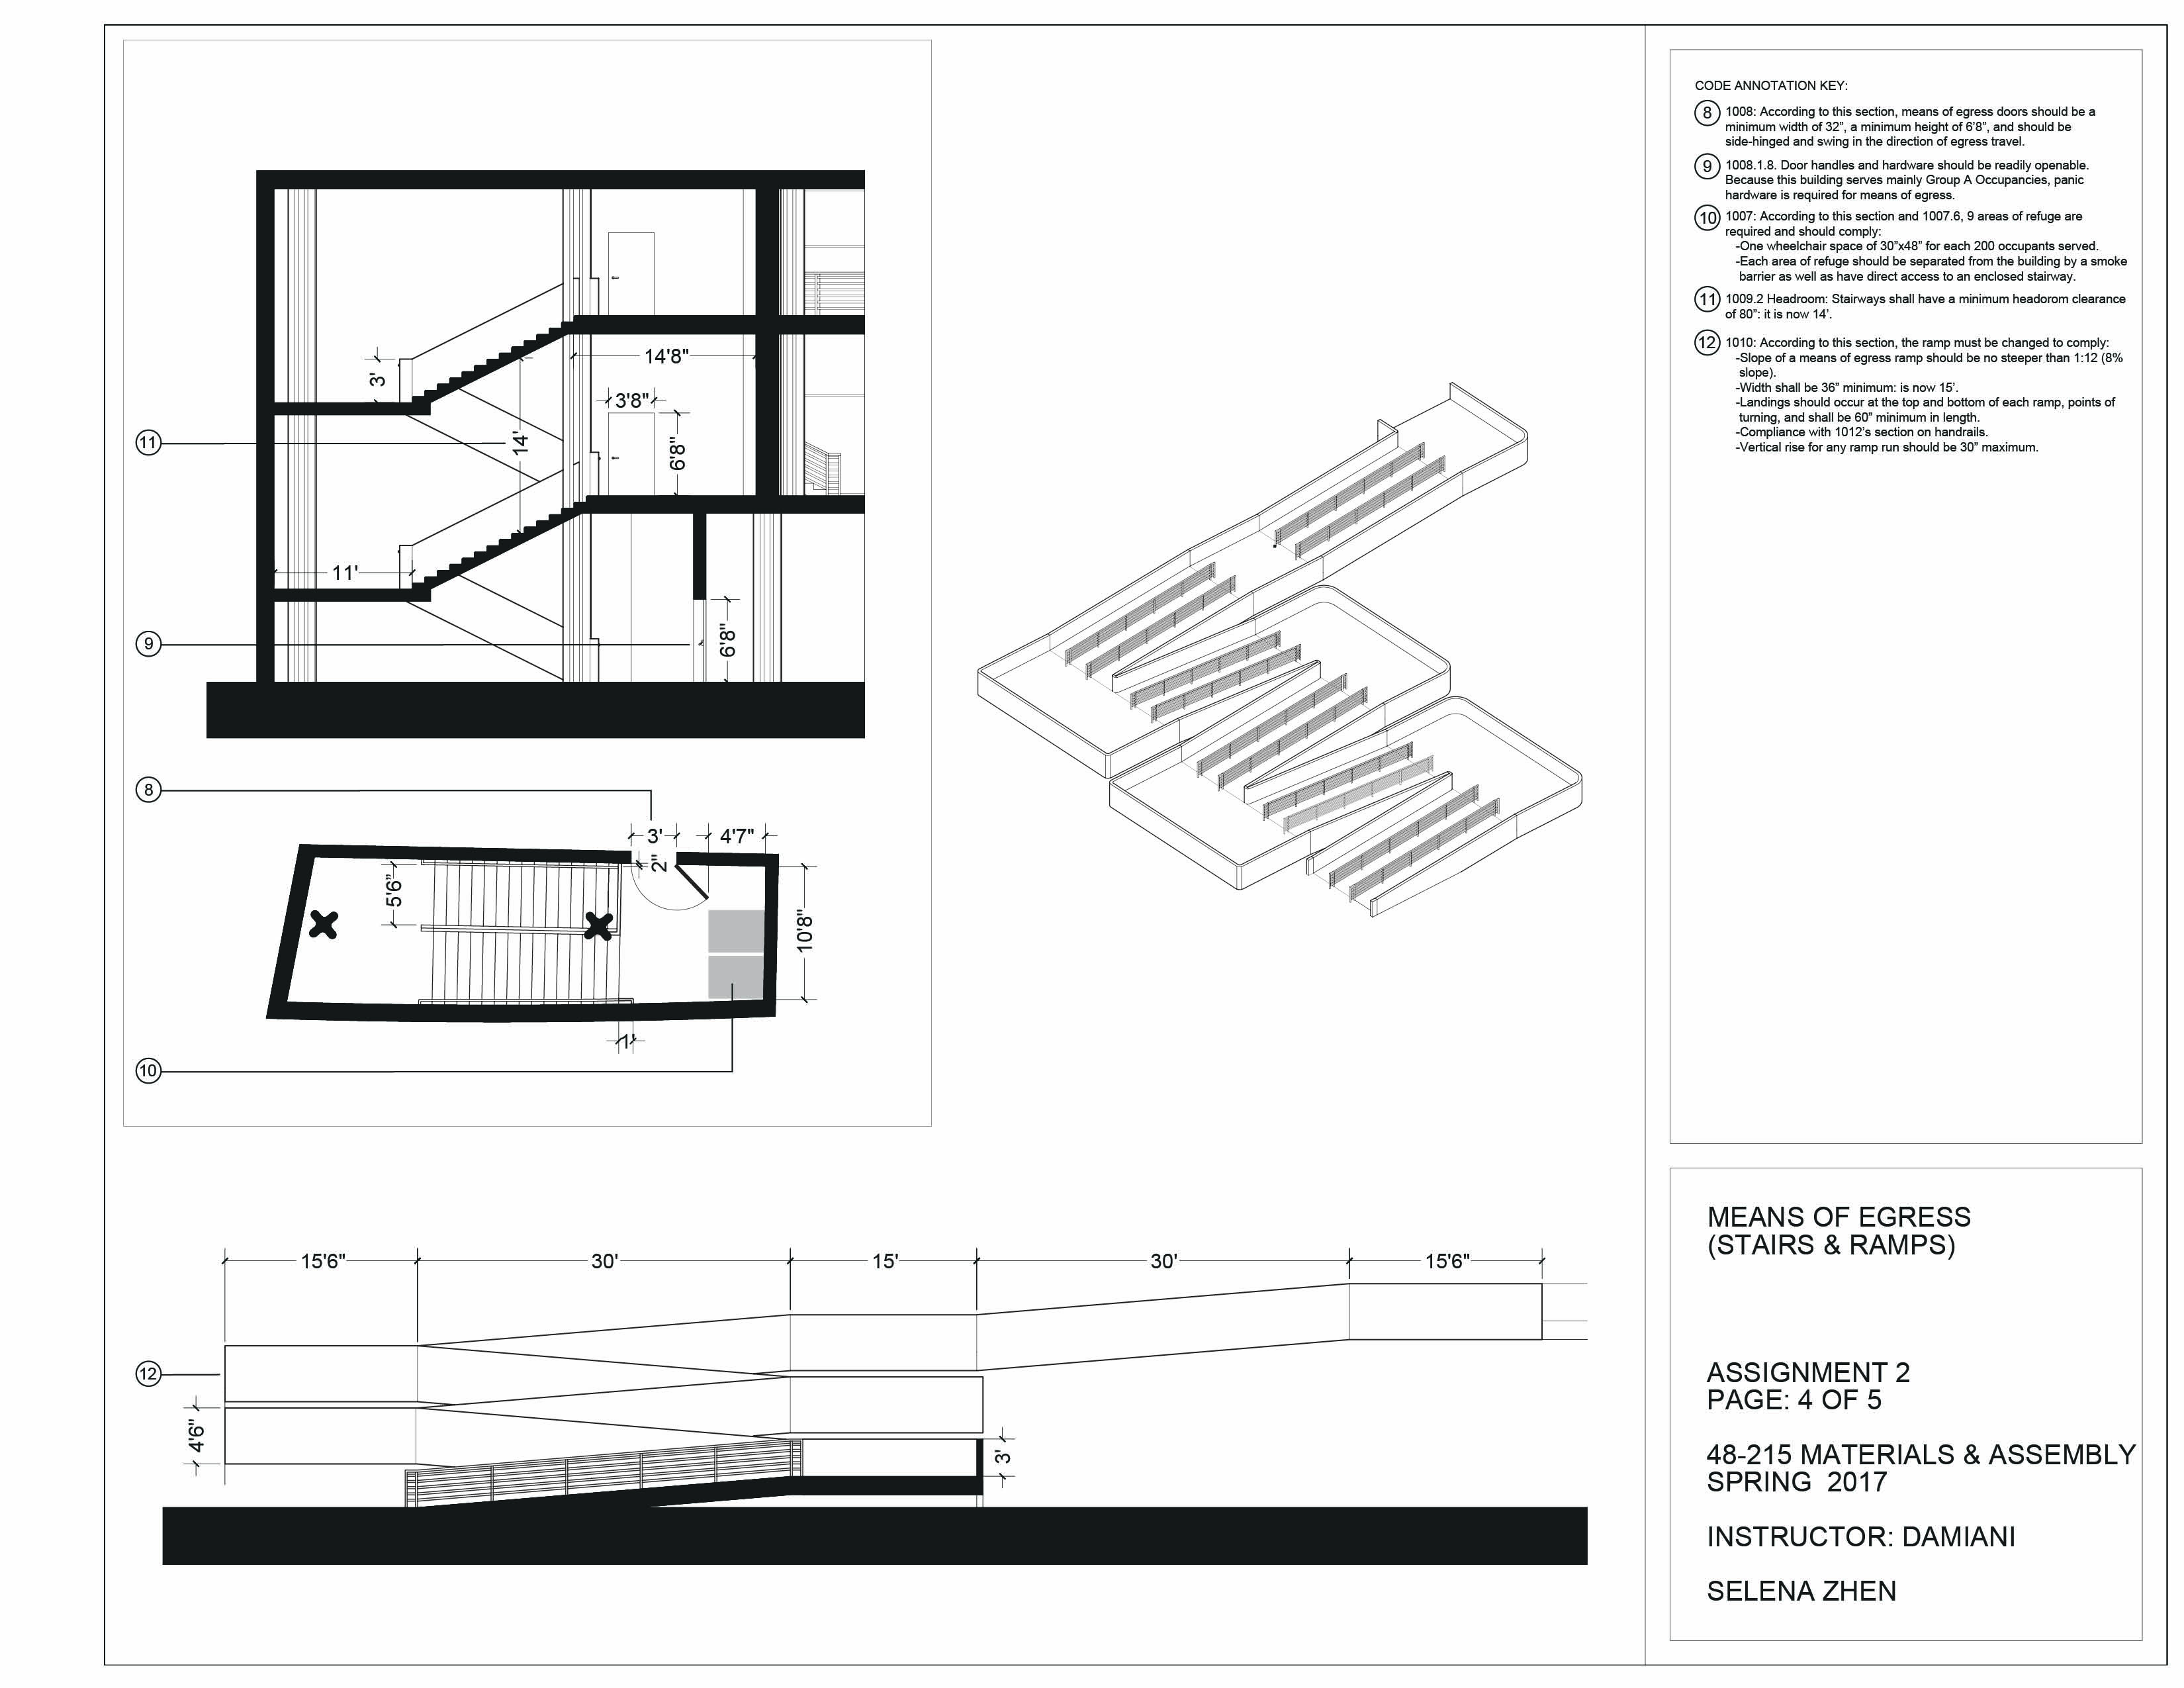 CODE ANNOTATION KEY:
8 1008: According to this section, means of egress doors should be a
minimum width of 32”, a minimum height of 6’8”, and should be
side-hinged and swing in the direction of egress travel.
9 1008.1.8. Door handles and hardware should be readily openable.
Because this building serves mainly Group A Occupancies, panic
hardware is required for means of egress.
10 1007: According to this section and 1007.6, 9 areas of refuge are
required and should comply:
-One wheelchair space of 30”x48” for each 200 occupants served.
-Each area of refuge should be separated from the building by a smoke
barrier as well as have direct access to an enclosed stairway.
11 1009.2 Headroom: Stairways shall have a minimum headorom clearance
of 80”: it is now 14’.
12 1010: According to this section, the ramp must be changed to comply:
-Slope of a means of egress ramp should be no steeper than 1:12 (8%
slope).
-Width shall be 36” minimum: is now 15’.
-Landings should occur at the top and bottom of each ramp, points of
turning, and shall be 60” minimum in length.
-Compliance with 1012’s section on handrails.
-Vertical rise for any ramp run should be 30” maximum.
14'8"
3'
3'8"
11
14'
6'8"
11'
9
6'8"
8
3'
4'7"
2"
5'6"
10'8"
1'
10
15'6"
30'
15'
30'
15'6"
12
4'6"
3'
MEANS OF EGRESS
(STAIRS & RAMPS)
ASSIGNMENT 2
PAGE: 4 OF 5
48-215 MATERIALS & ASSEMBLY
SPRING 2017
INSTRUCTOR: DAMIANI
SELENA ZHEN